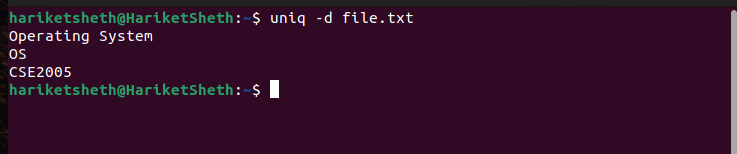 hariketsheth@HariketSheth:~$ uniq -d file.txt
Operating System
OS
CSE2005
hariketsheth@HariketSheth:~$